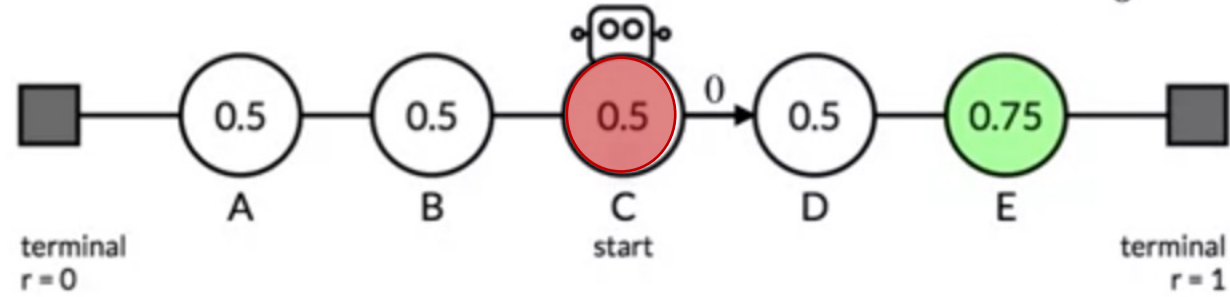 0
0.5 0.5 0.5 0.5 0.75
A B C D E
terminal start terminal
r = 0 r = 1